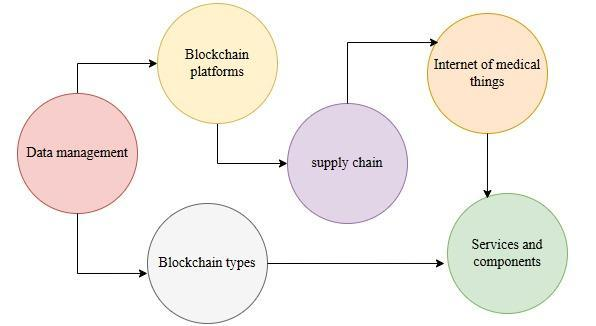 Blockchain
platforms
Internet of medical
things
Data management
supply chain
Blockchain types
Services and
components